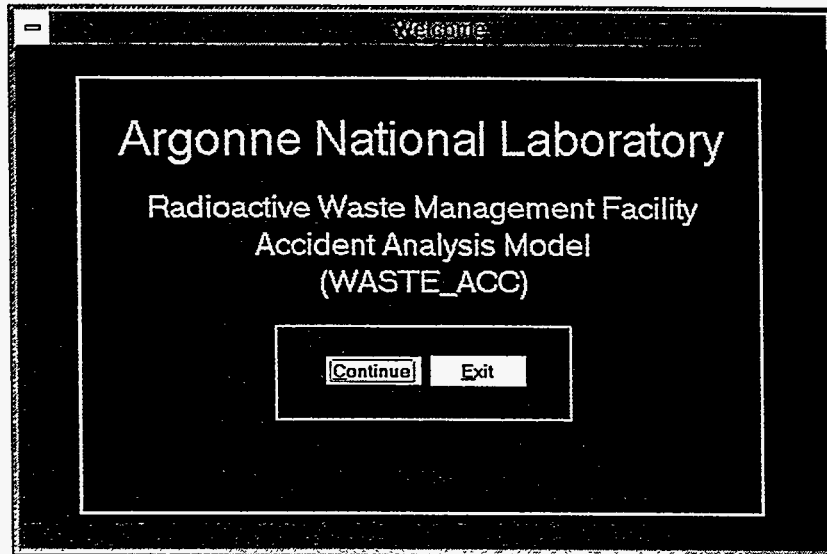 Welcome
Argonne National Laboratory
Radioactive Waste Management Facility
Accident Analysis Model
(WASTE_ACC)
Continue Exit